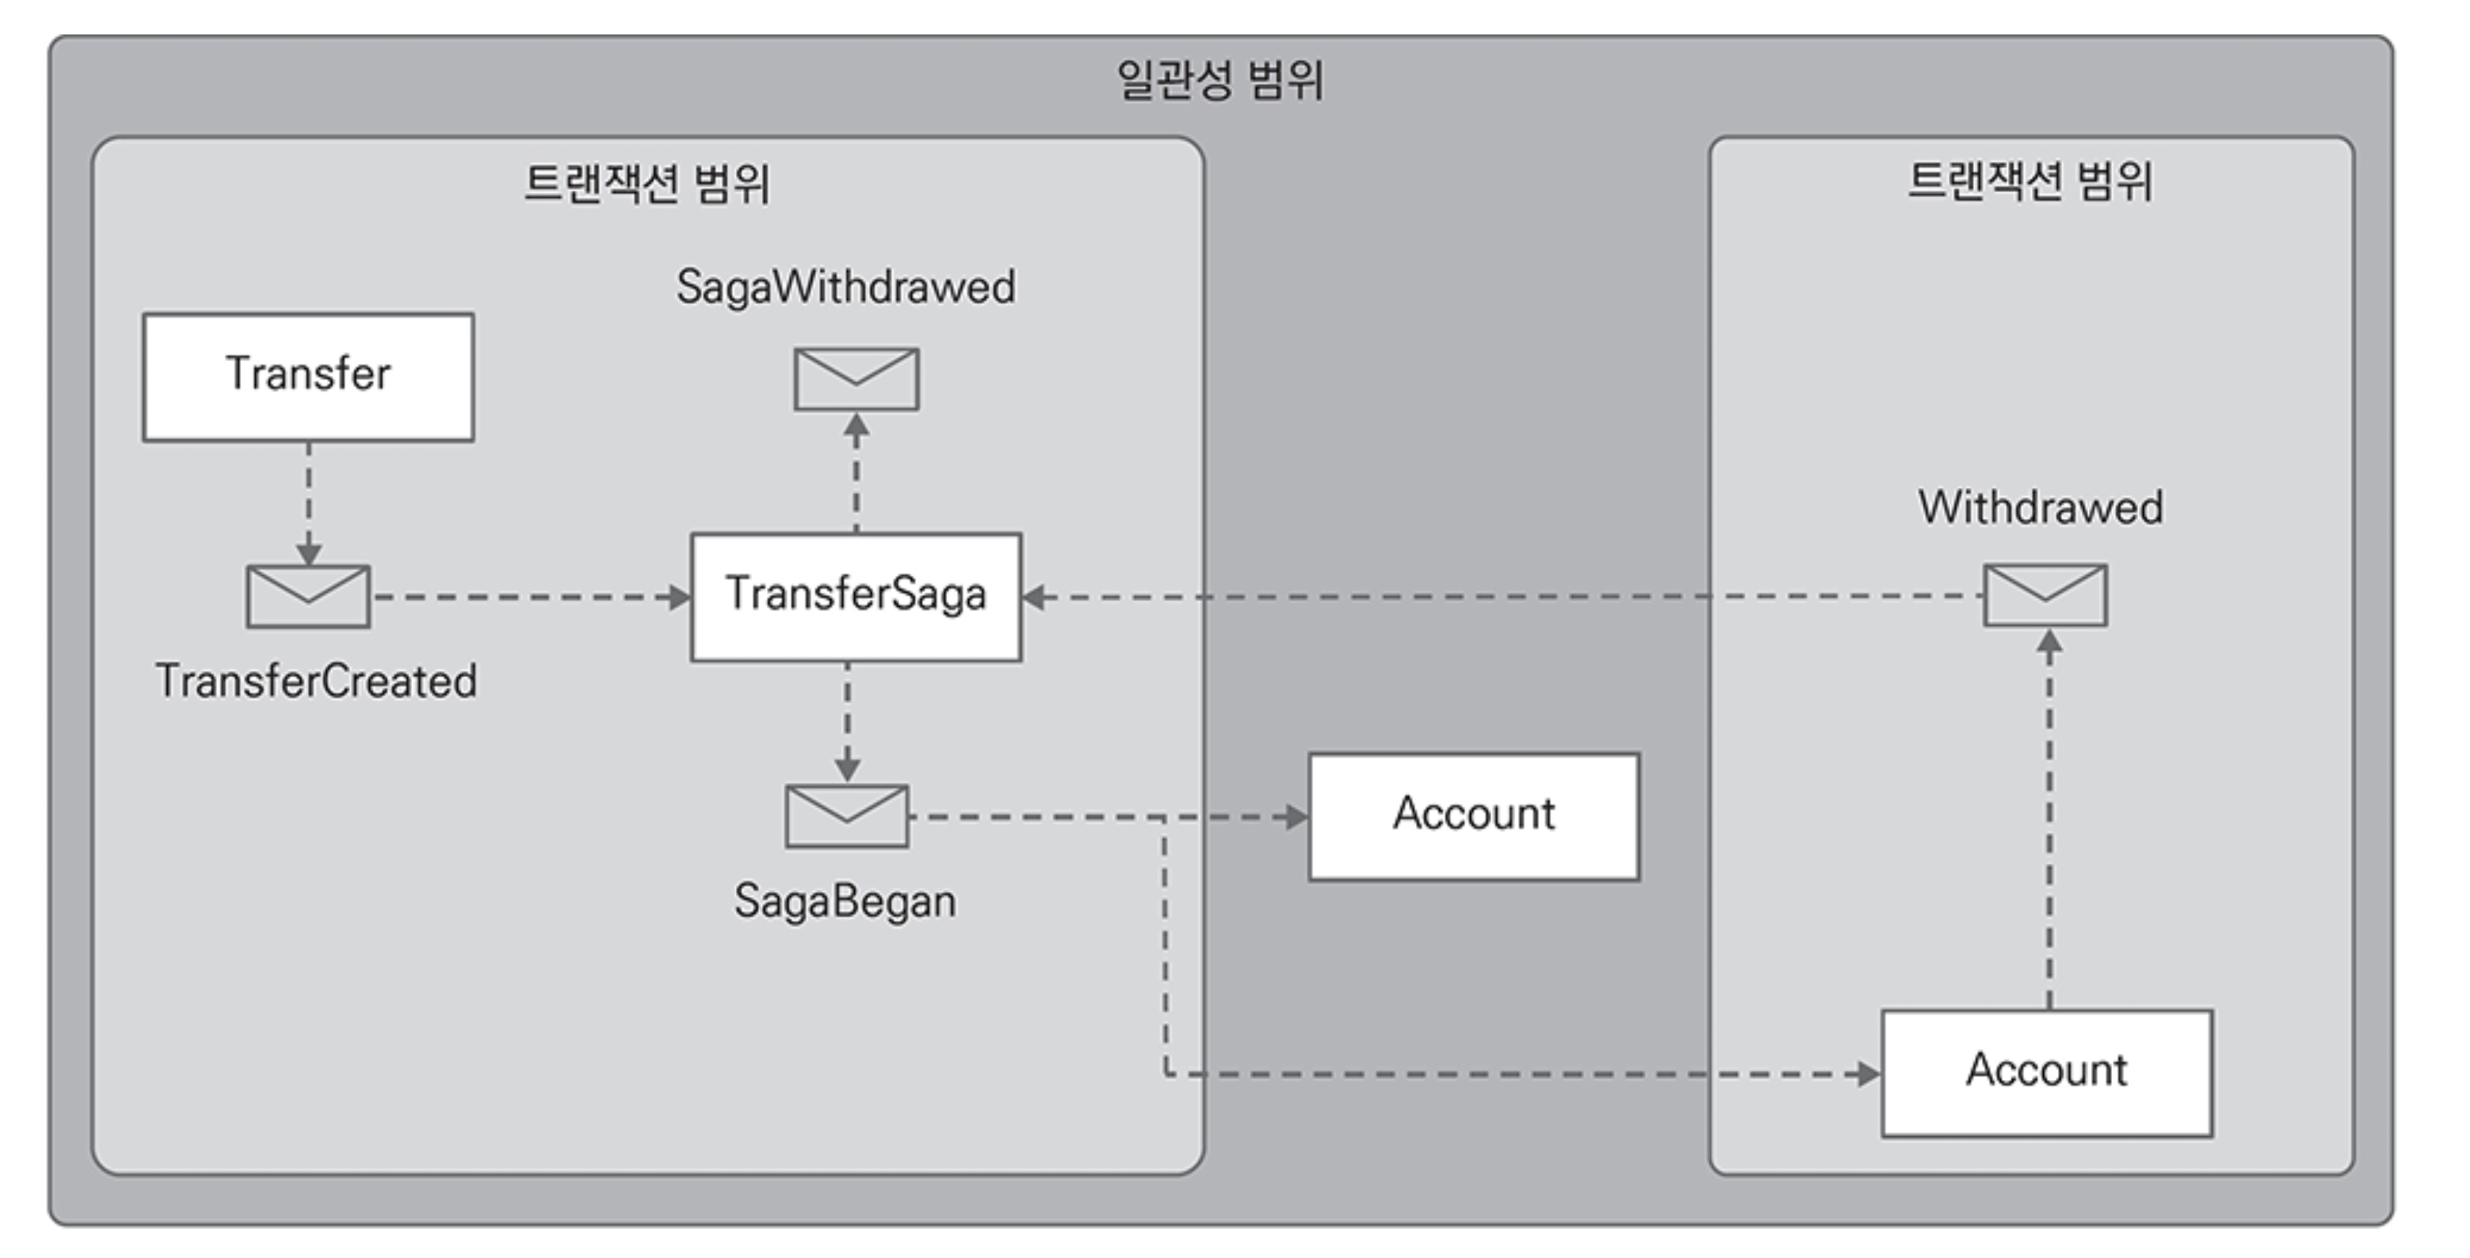 일관성 범위
트랜잭션 범위
트랜잭션 범위
SagaWithdrawed
Transfer
Withdrawed
TransferSaga
TransferCreated
Account
SagaBegan
Account